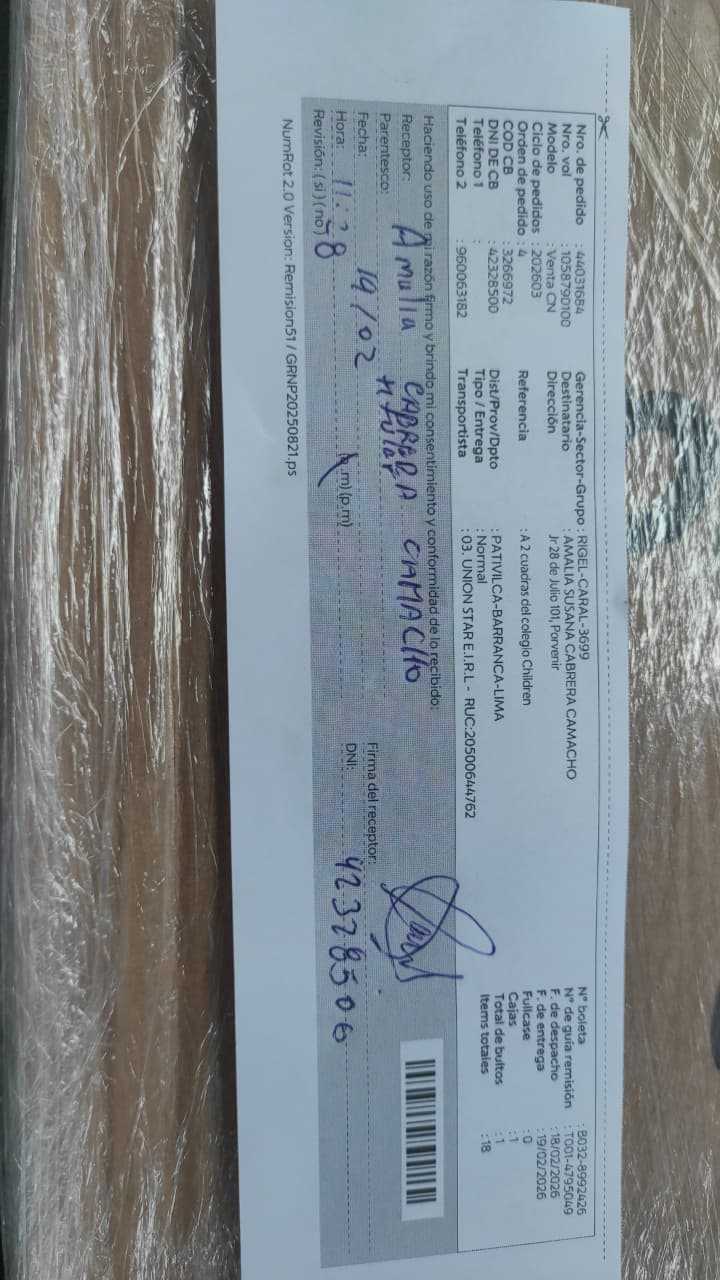 Nro. de pedido : 44031684
Nro. vol : 1058790100
Modelo : Venta CN
Ciclo de pedidos : 202603
Orden de pedido : 4
COD CB : 3266972
DNI DE CB : 42328500
Teléfono 1 :
Teléfono 2 : 960063182
Gerencia-Sector-Grupo : RIGEL-CARAL-3699
Destinatario : AMALIA SUSANA CABRERA CAMACHO
Dirección Jr 28 de Julio 101, Porvenir
Referencia : A 2 cuadras del colegio Children
Dist/Prov/Dpto : PATIVILCA-BARRANCA-LIMA
Tipo / Entrega : Normal
Transportista : 03. UNION STAR E.I.R.L - RUC:20500644762
N° boleta : B032-8992426
N° de guía remisión : T001-4795049
F. de despacho : 18/02/2026
F. de entrega : 19/02/2026
Fullcase : 0
Cajas : 1
Total de bultos : 1
Items totales : 18
Haciendo uso de mi razón firmo y brindo mi consentimiento y conformidad de lo recibido:
Receptor: Amalia CABRERA CAMACHO
Parentesco: titular
Fecha: 19/02
Hora: 11:28 (a.m)(p.m)
Revisión: (si)(no)
Firma del receptor:
DNI: 42328506
NumRot 2.0 Version: Remision51 / GRNP20250821.ps